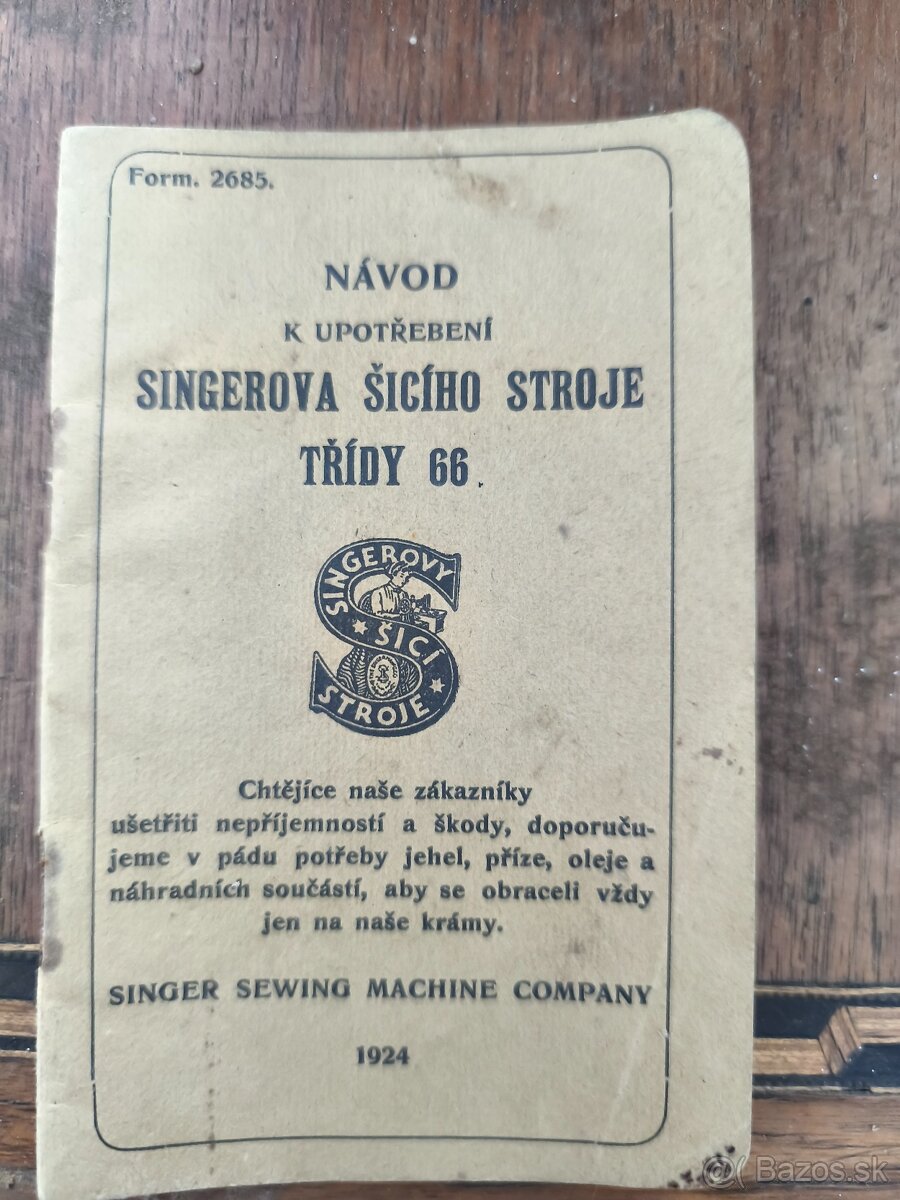 Form. 2685.
NÁVOD
K UPOTŘEBENÍ
SINGEROVA ŠICÍHO STROJE
TŘÍDY 66.
SINGEROVY
ŠICÍ
STROJE
Chtějíce naše zákazníky
ušetřiti nepříjemností a škody, doporuču-
jeme v pádu potřeby jehel, příze, oleje a
náhradních součástí, aby se obraceli vždy
jen na naše krámy.
SINGER SEWING MACHINE COMPANY
1924
Bazos.sk